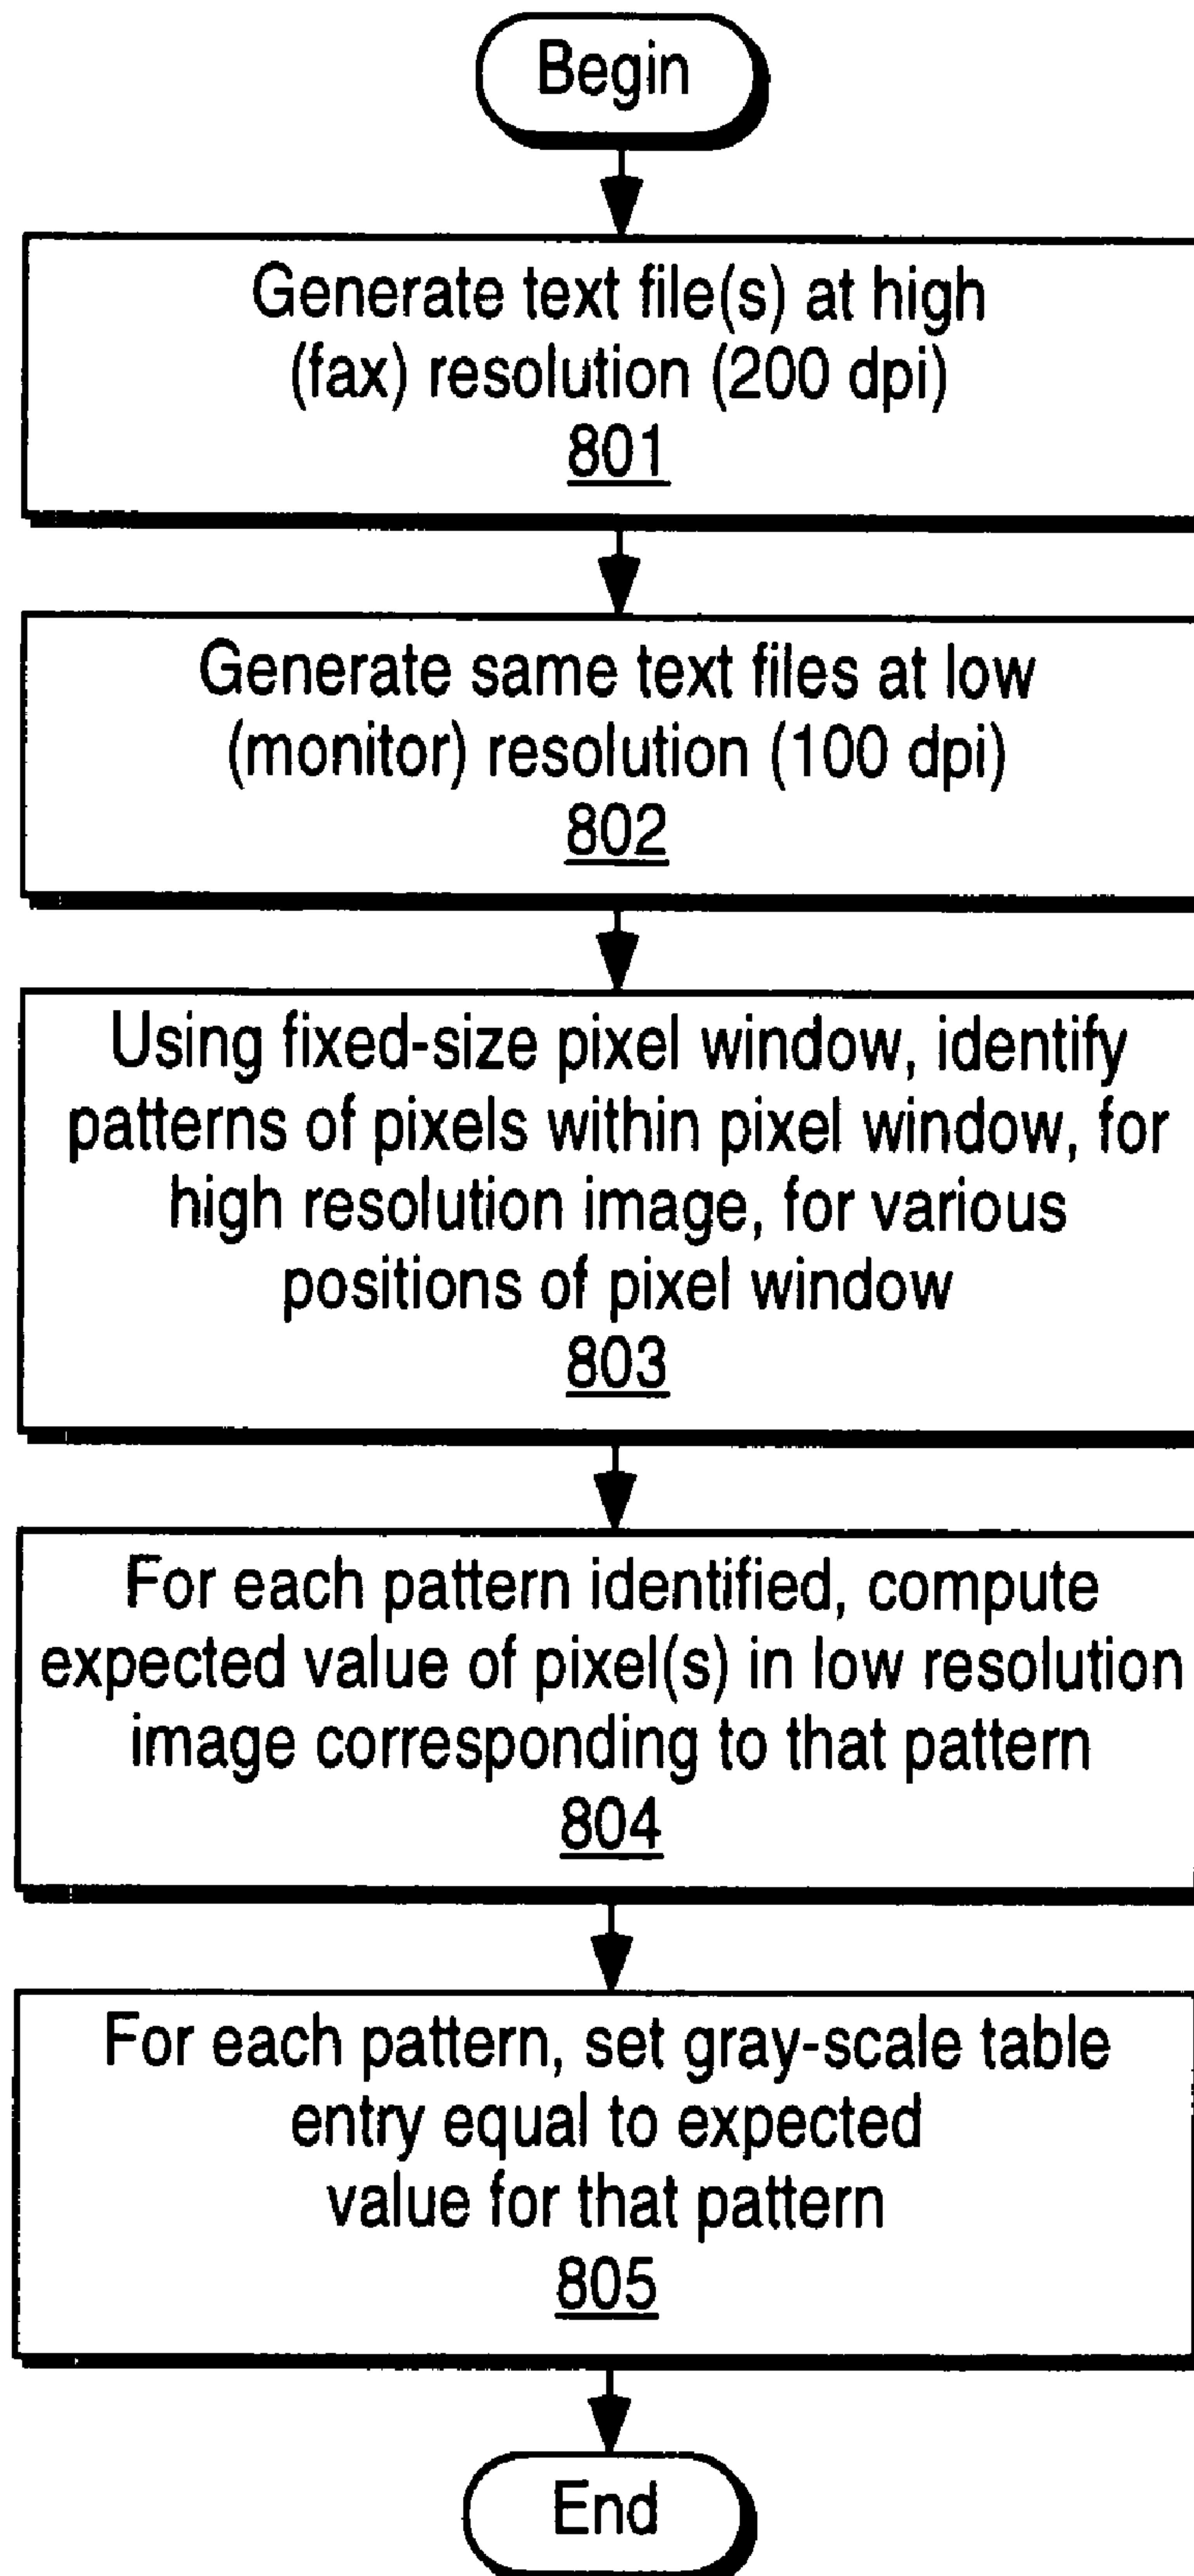 Begin
Generate text file(s) at high
(fax) resolution (200 dpi)
801
Generate same text files at low
(monitor) resolution (100 dpi)
802
Using fixed-size pixel window, identify
patterns of pixels within pixel window, for
high resolution image, for various
positions of pixel window
803
For each pattern identified, compute
expected value of pixel(s) in low resolution
image corresponding to that pattern
804
For each pattern, set gray-scale table
entry equal to expected
value for that pattern
805
End